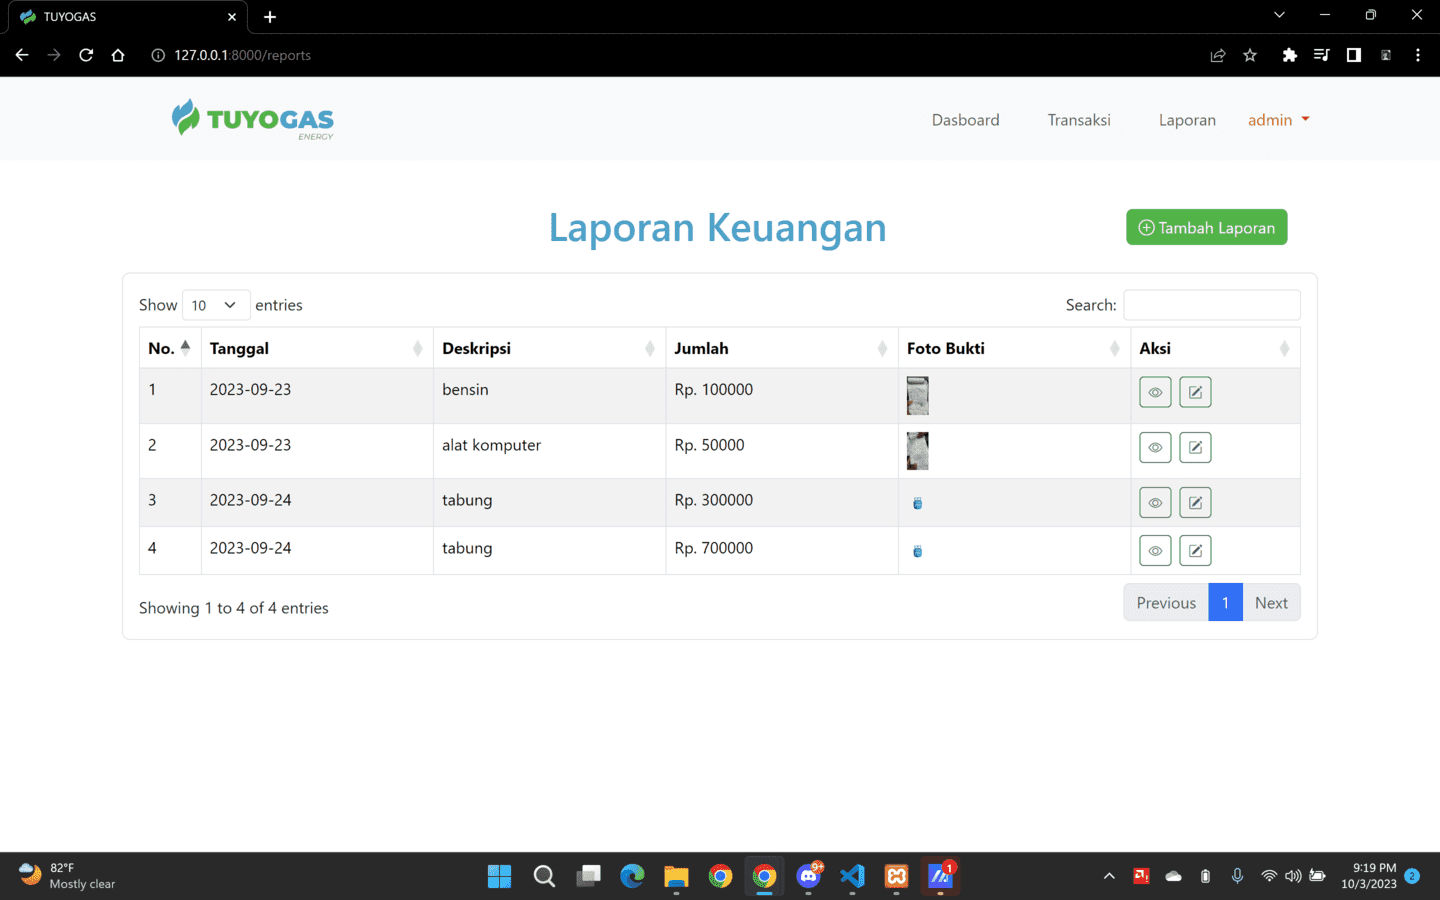 TUYOGAS
127.0.0.1:8000/reports
TUYOGAS
ENERGY
Dasboard Transaksi Laporan admin
Laporan Keuangan
Tambah Laporan
Show 10 entries Search:
No. Tanggal Deskripsi Jumlah Foto Bukti Aksi
1 2023-09-23 bensin Rp. 100000
2 2023-09-23 alat komputer Rp. 50000
3 2023-09-24 tabung Rp. 300000
4 2023-09-24 tabung Rp. 700000
Showing 1 to 4 of 4 entries Previous 1 Next
82°F
Mostly clear
9+
1
9:19 PM
10/3/2023
2